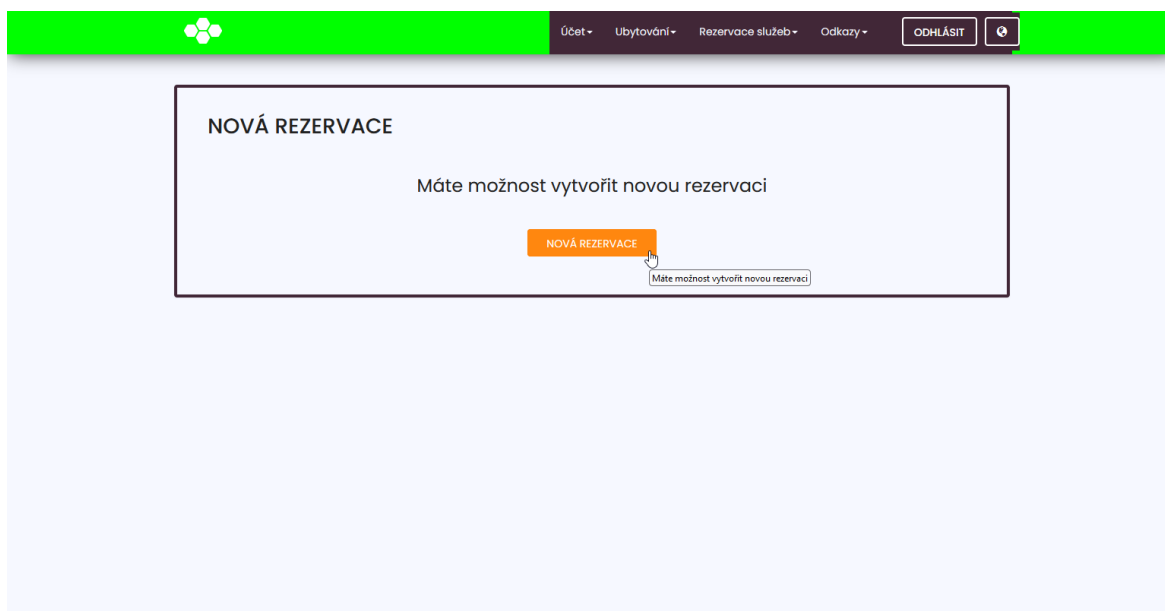 Účet Ubytování Rezervace služeb Odkazy ODHLÁSIT
NOVÁ REZERVACE
Máte možnost vytvořit novou rezervaci
NOVÁ REZERVACE
Máte možnost vytvořit novou rezervaci